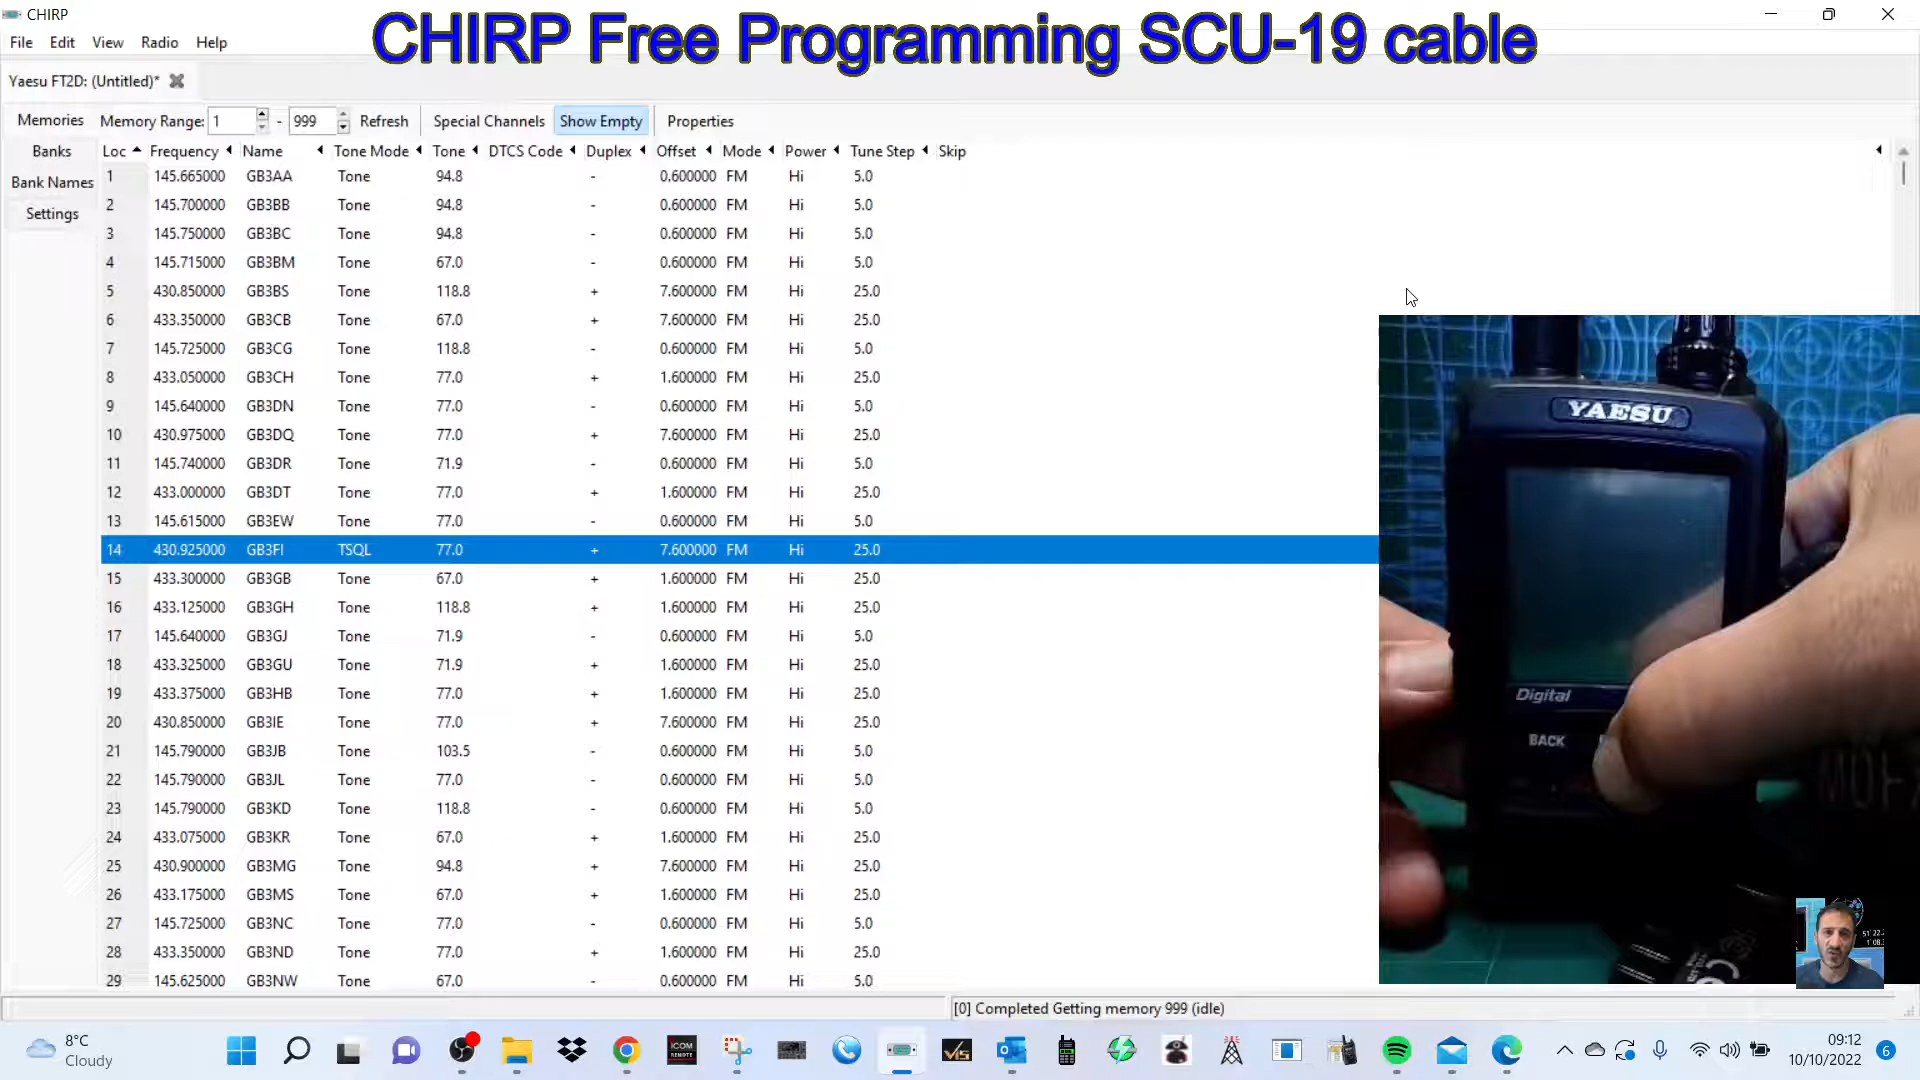 CHIRP
CHIRP Free Programming SCU-19 cable
File Edit View Radio Help
Yaesu FT2D: (Untitled)*
Memories Memory Range: 1 - 999 Refresh Special Channels Show Empty Properties
Banks
Bank Names
Settings
Loc Frequency Name Tone Mode Tone DTCS Code Duplex Offset Mode Power Tune Step Skip
1 145.665000 GB3AA Tone 94.8 - 0.600000 FM Hi 5.0
2 145.700000 GB3BB Tone 94.8 - 0.600000 FM Hi 5.0
3 145.750000 GB3BC Tone 94.8 - 0.600000 FM Hi 5.0
4 145.715000 GB3BM Tone 67.0 - 0.600000 FM Hi 5.0
5 430.850000 GB3BS Tone 118.8 + 7.600000 FM Hi 25.0
6 433.350000 GB3CB Tone 67.0 + 7.600000 FM Hi 25.0
7 145.725000 GB3CG Tone 118.8 - 0.600000 FM Hi 5.0
8 433.050000 GB3CH Tone 77.0 + 1.600000 FM Hi 25.0
9 145.640000 GB3DN Tone 77.0 - 0.600000 FM Hi 5.0
10 430.975000 GB3DQ Tone 77.0 + 7.600000 FM Hi 25.0
11 145.740000 GB3DR Tone 71.9 - 0.600000 FM Hi 5.0
12 433.000000 GB3DT Tone 77.0 + 1.600000 FM Hi 25.0
13 145.615000 GB3EW Tone 77.0 - 0.600000 FM Hi 5.0
14 430.925000 GB3FI TSQL 77.0 + 7.600000 FM Hi 25.0
15 433.300000 GB3GB Tone 67.0 + 1.600000 FM Hi 25.0
16 433.125000 GB3GH Tone 118.8 + 1.600000 FM Hi 25.0
17 145.640000 GB3GJ Tone 71.9 - 0.600000 FM Hi 5.0
18 433.325000 GB3GU Tone 71.9 + 1.600000 FM Hi 25.0
19 433.375000 GB3HB Tone 77.0 + 1.600000 FM Hi 25.0
20 430.850000 GB3IE Tone 77.0 + 7.600000 FM Hi 25.0
21 145.790000 GB3JB Tone 103.5 - 0.600000 FM Hi 5.0
22 145.790000 GB3JL Tone 77.0 - 0.600000 FM Hi 5.0
23 145.790000 GB3KD Tone 118.8 - 0.600000 FM Hi 5.0
24 433.075000 GB3KR Tone 67.0 + 1.600000 FM Hi 25.0
25 430.900000 GB3MG Tone 94.8 + 7.600000 FM Hi 25.0
26 433.175000 GB3MS Tone 67.0 + 1.600000 FM Hi 25.0
27 145.725000 GB3NC Tone 77.0 - 0.600000 FM Hi 5.0
28 433.350000 GB3ND Tone 77.0 + 1.600000 FM Hi 25.0
29 145.625000 GB3NW Tone 67.0 - 0.600000 FM Hi 5.0
YAESU
Digital
BACK
[0] Completed Getting memory 999 (idle)
8°C
Cloudy
ICOM
REMOTE
09:12
10/10/2022
6